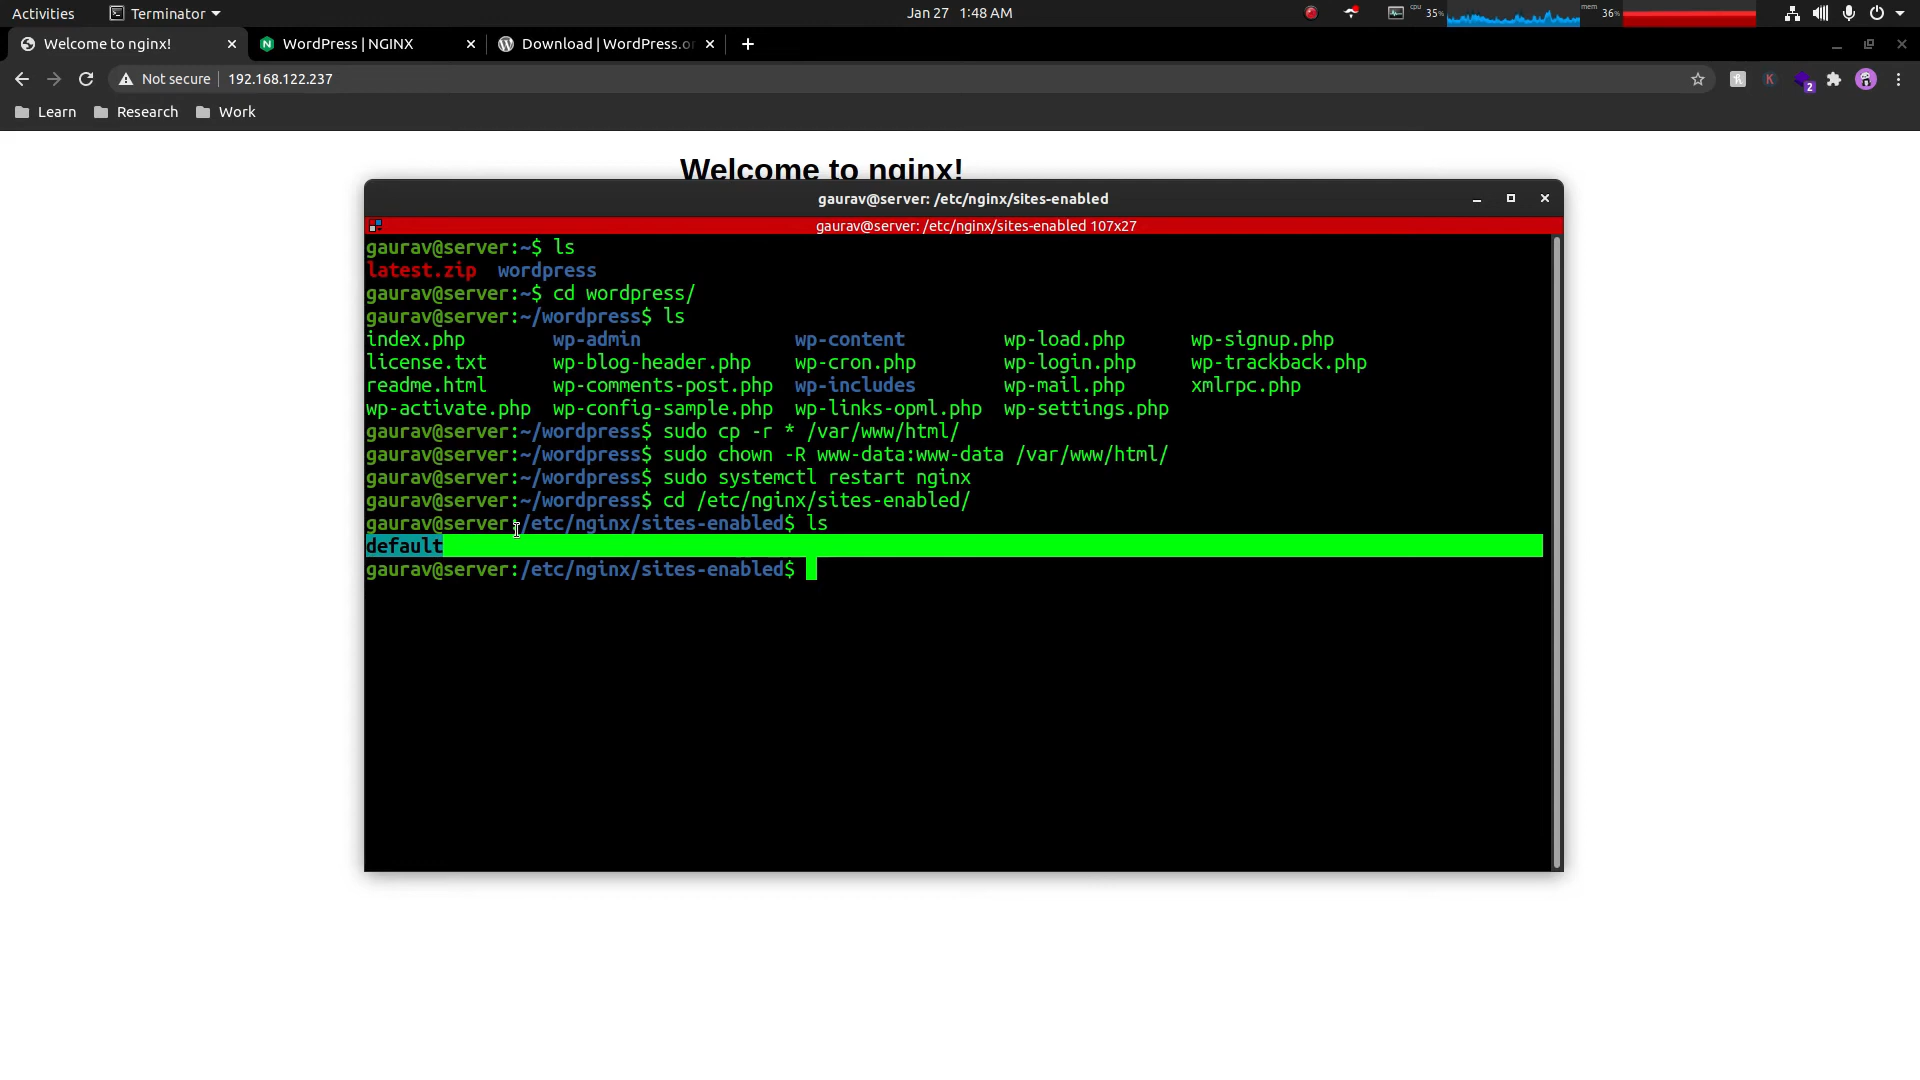 Activities Terminator Jan 27 1:48 AM cpu 35% mem 36%
Welcome to nginx! WordPress | NGINX Download | WordPress.or
Not secure 192.168.122.237 K 2
Learn Research Work
Welcome to nginx!
gaurav@server: /etc/nginx/sites-enabled
gaurav@server: /etc/nginx/sites-enabled 107x27
gaurav@server:~$ ls
latest.zip wordpress
gaurav@server:~$ cd wordpress/
gaurav@server:~/wordpress$ ls
index.php wp-admin wp-content wp-load.php wp-signup.php
license.txt wp-blog-header.php wp-cron.php wp-login.php wp-trackback.php
readme.html wp-comments-post.php wp-includes wp-mail.php xmlrpc.php
wp-activate.php wp-config-sample.php wp-links-opml.php wp-settings.php
gaurav@server:~/wordpress$ sudo cp -r * /var/www/html/
gaurav@server:~/wordpress$ sudo chown -R www-data:www-data /var/www/html/
gaurav@server:~/wordpress$ sudo systemctl restart nginx
gaurav@server:~/wordpress$ cd /etc/nginx/sites-enabled/
gaurav@server:/etc/nginx/sites-enabled$ ls
default
gaurav@server:/etc/nginx/sites-enabled$